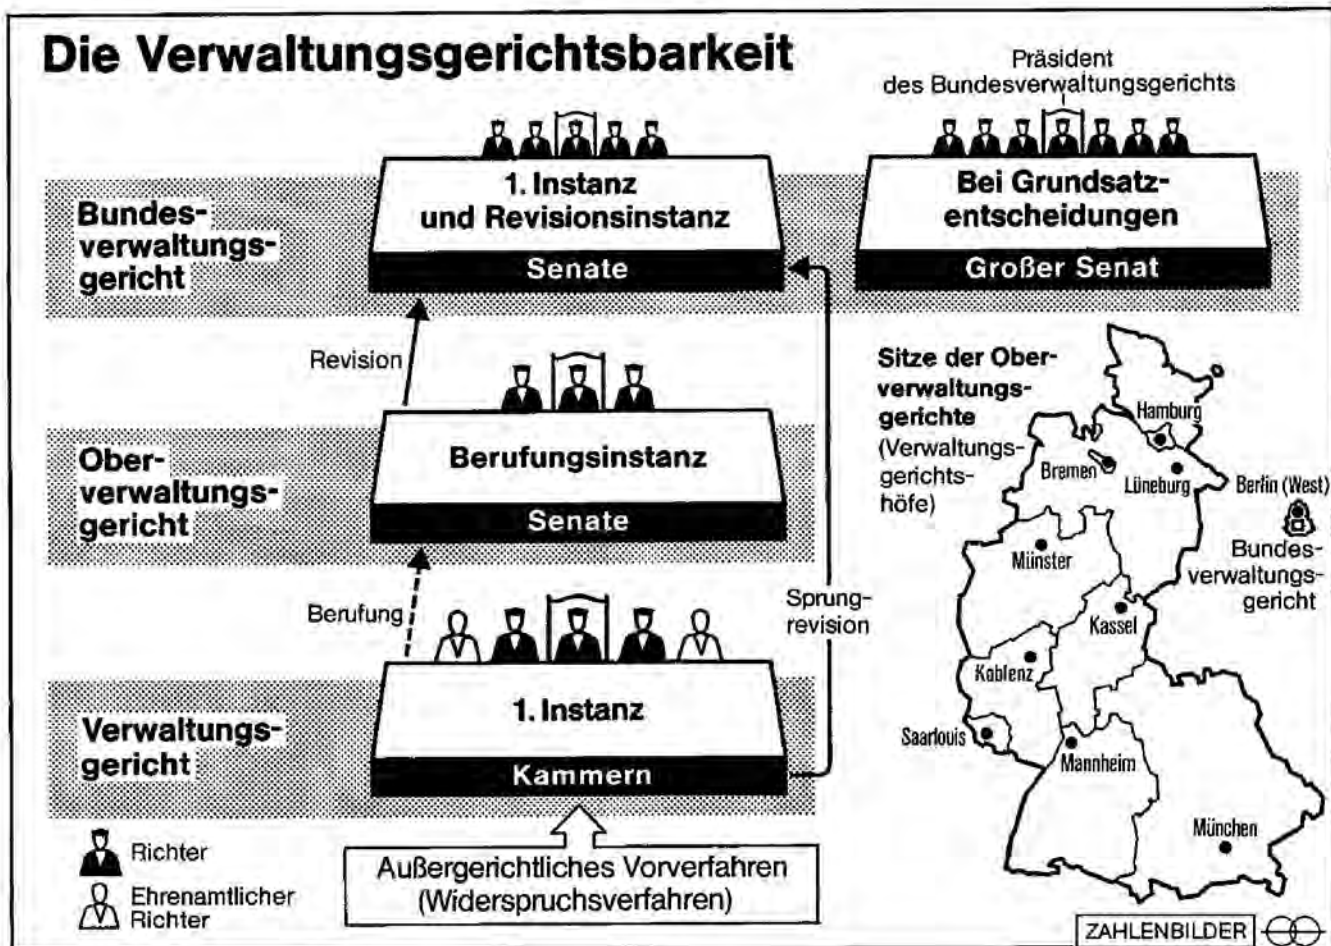 Die Verwaltungsgerichtsbarkeit
Präsident
des Bundesverwaltungsgerichts
Bundes-
verwaltungs-
gericht
1. Instanz
und Revisionsinstanz
Senate
Bei Grundsatz-
entscheidungen
Großer Senat
Revision
Ober-
verwaltungs-
gericht
Berufungsinstanz
Senate
Berufung
Sprung-
revision
Verwaltungs-
gericht
1. Instanz
Kammern
Richter
Ehrenamtlicher
Richter
Außergerichtliches Vorverfahren
(Widerspruchsverfahren)
Sitze der Ober-
verwaltungs-
gerichte
(Verwaltungs-
gerichts-
höfe)
Hamburg
Bremen
Lüneburg
Berlin (West)
Bundes-
verwaltungs-
gericht
Münster
Kassel
Koblenz
Saarlouis
Mannheim
München
ZAHLENBILDER